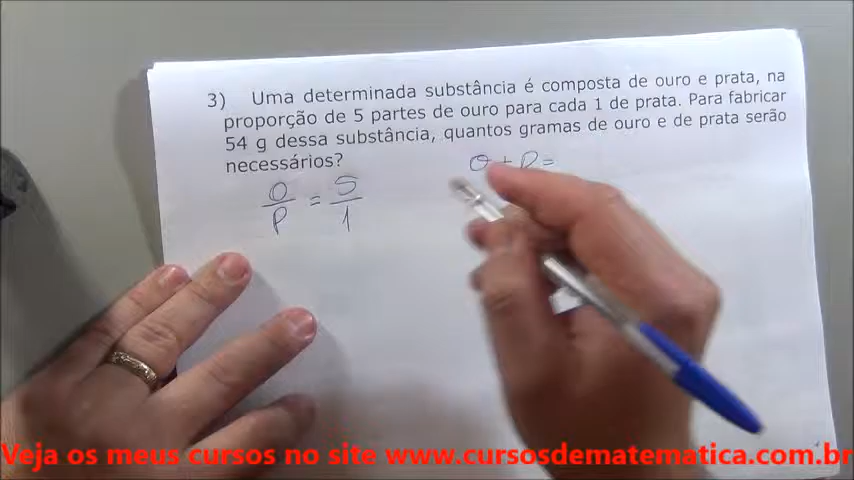 3) Uma determinada substância é composta de ouro e prata, na
proporção de 5 partes de ouro para cada 1 de prata. Para fabricar
54 g dessa substância, quantos gramas de ouro e de prata serão
necessários?
O + P =
O/P = 5/1
Veja os meus cursos no site www.cursosdematematica.com.br